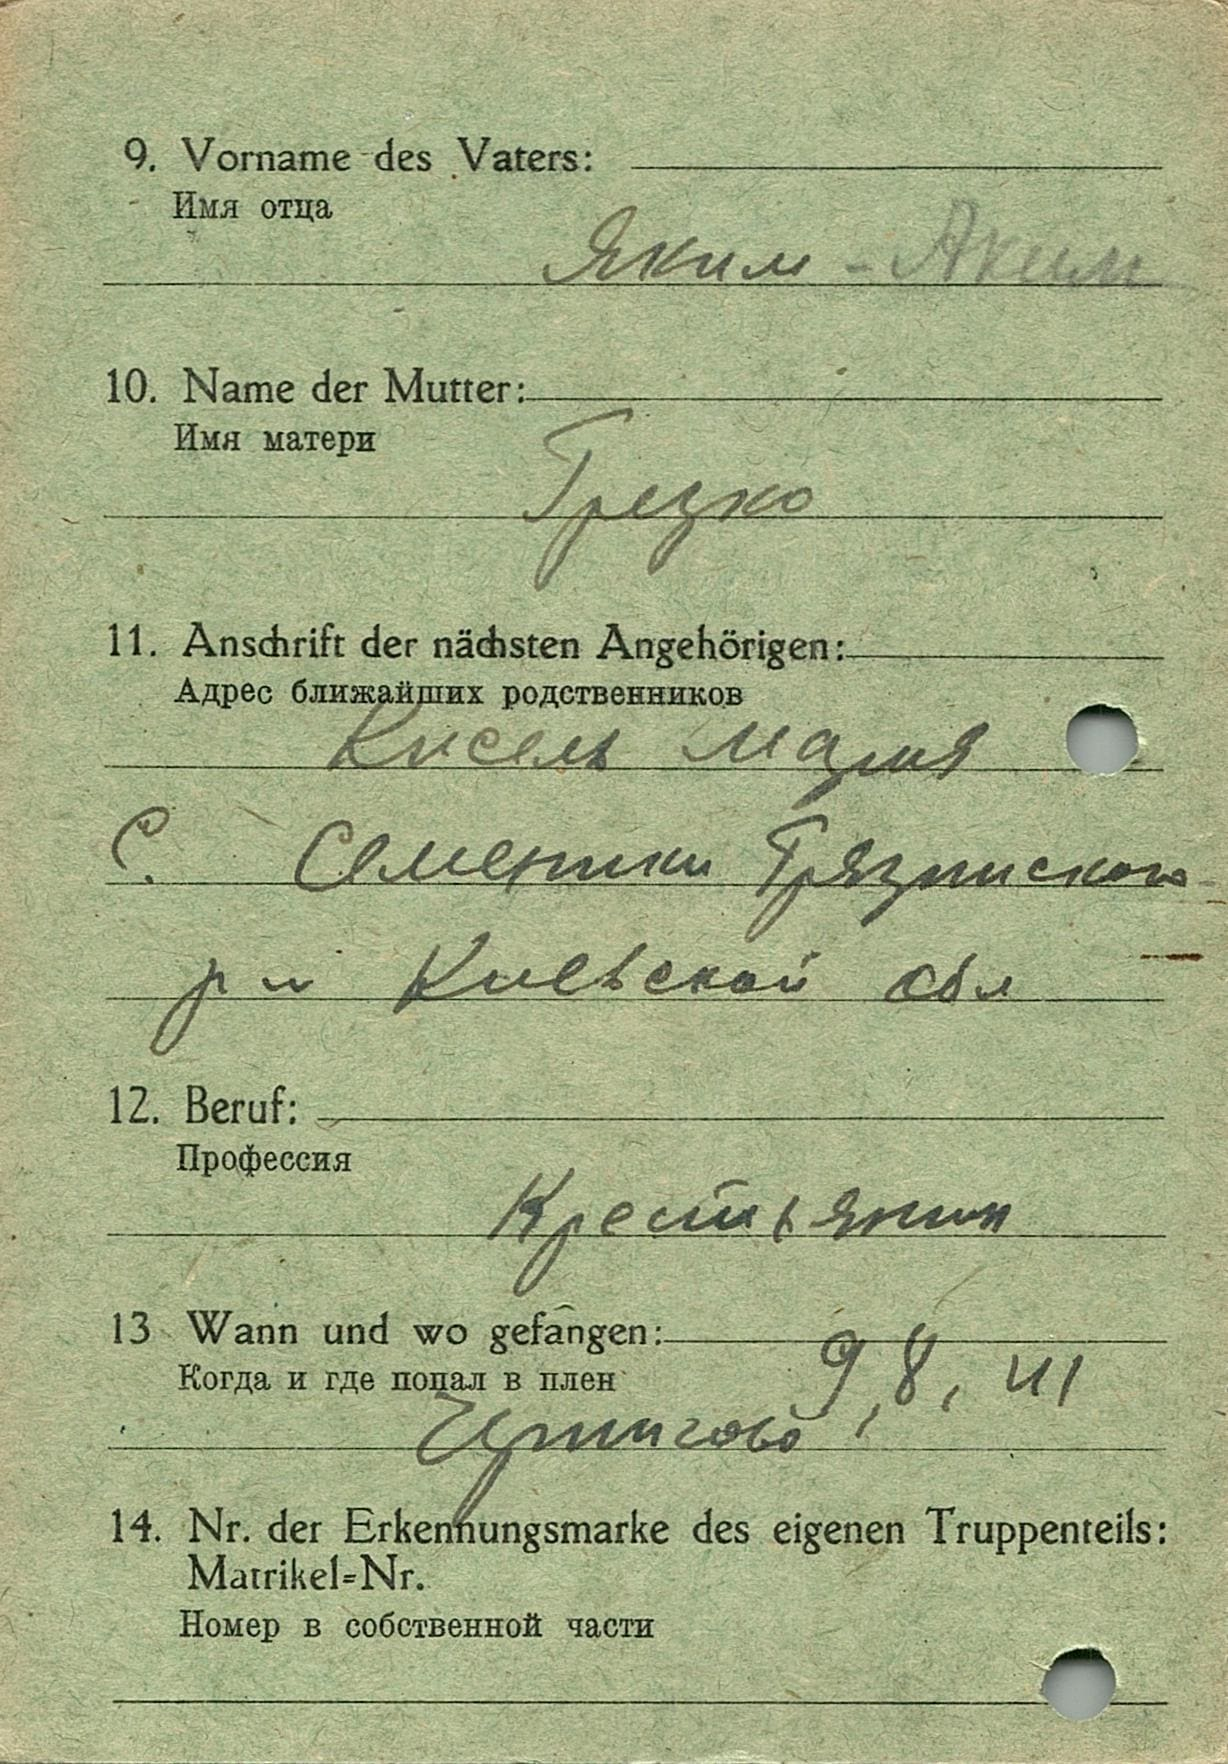 9. Vorname des Vaters:
Имя отца
Яким - Аким
10. Name der Mutter:
Имя матери
Грезко
11. Anschrift der nächsten Angehörigen:
Адрес ближайших родственников
Кисель Мария
С. Семеники Грязниского
р н Киевской обл
12. Beruf:
Профессия
Крестьянин
13 Wann und wo gefangen:
Когда и где попал в плен
9, 8, 41
14. Nr. der Erkennungsmarke des eigenen Truppenteils:
Matrikel=Nr.
Номер в собственной части